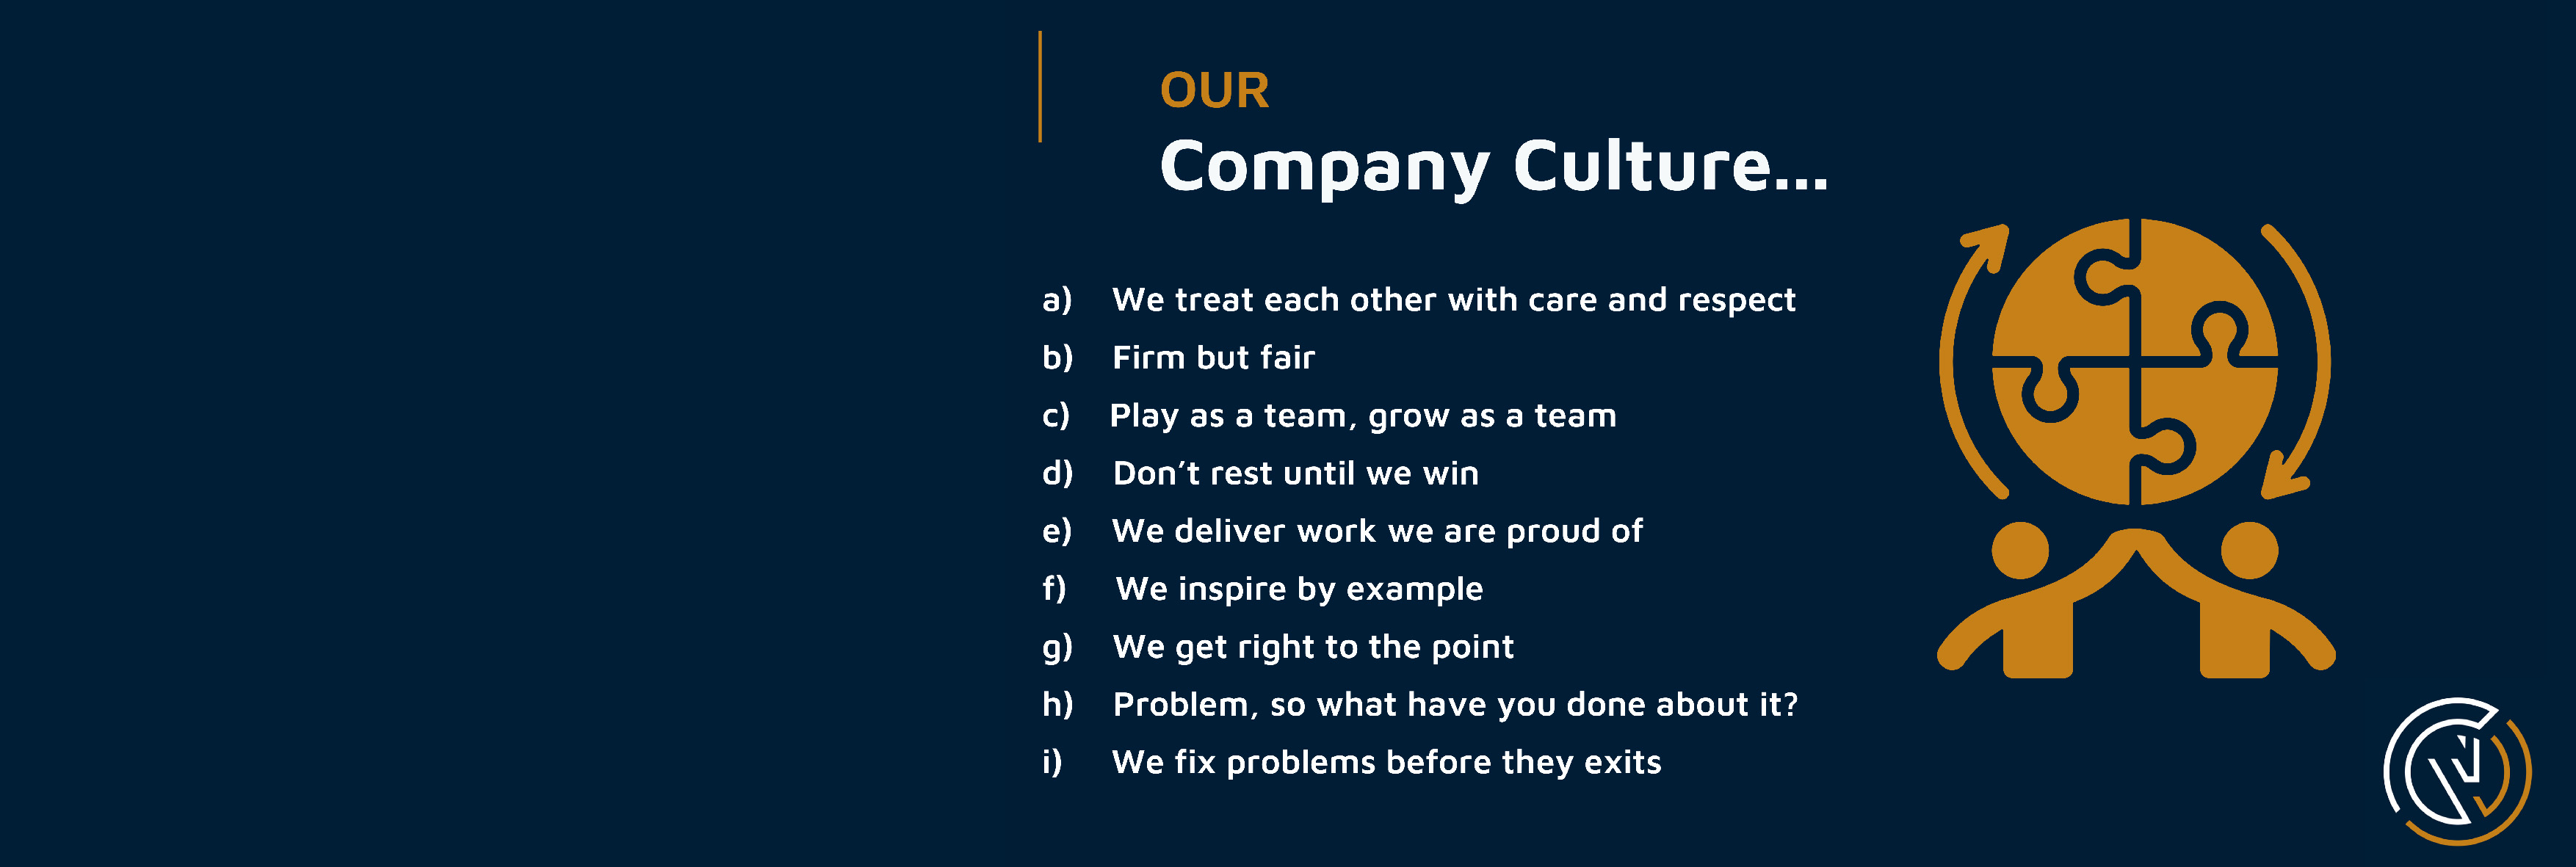 OUR
Company Culture...
a) We treat each other with care and respect
b) Firm but fair
c) Play as a team, grow as a team
d) Don’t rest until we win
e) We deliver work we are proud of
f) We inspire by example
g) We get right to the point
h) Problem, so what have you done about it?
i) We fix problems before they exits